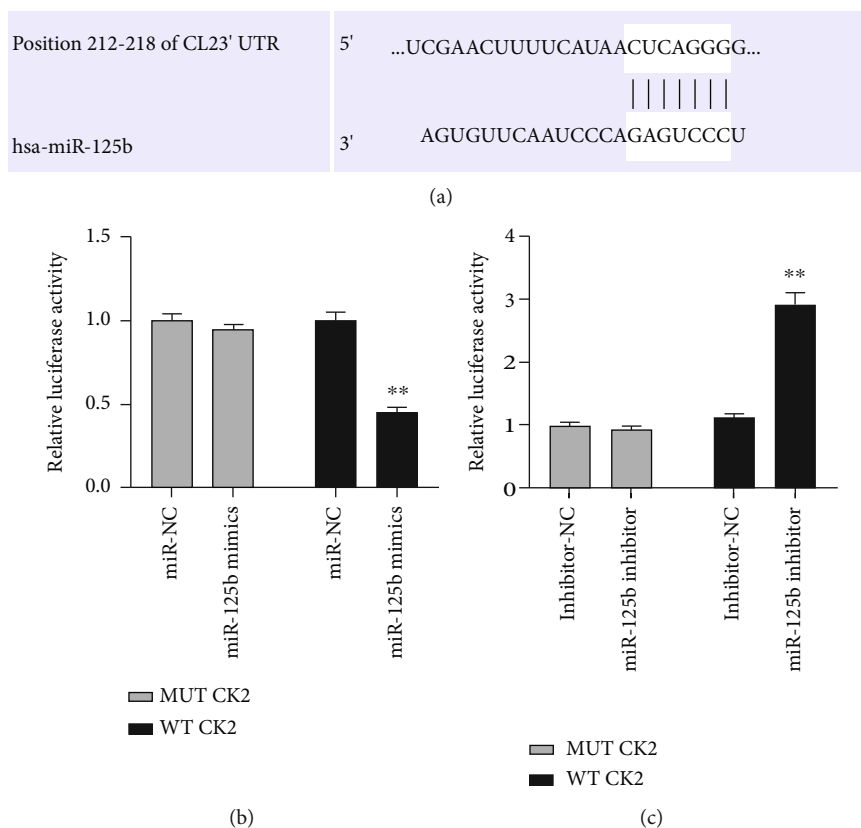 Position 212-218 of CL23' UTR 5' ...UCGAACUUUUCAUAACUCAGGGG...
hsa-miR-125b 3' AGUGUUCAAUCCCAGAGUCCCU
(a)
1.5
1.0
0.5
0.0
Relative luciferase activity
**
miR-NC
miR-125b mimics
miR-NC
miR-125b mimics
MUT CK2
WT CK2
(b)
4
3
2
1
0
Relative luciferase activity
**
Inhibitor-NC
miR-125b inhibitor
Inhibitor-NC
miR-125b inhibitor
MUT CK2
WT CK2
(c)